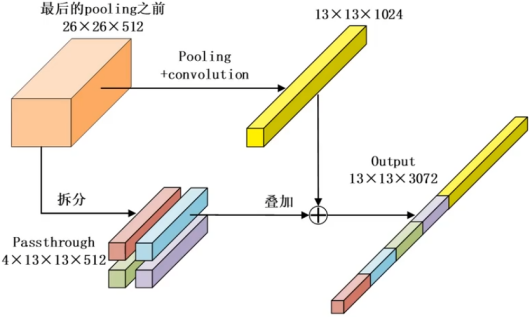 最后的pooling之前
26×26×512
13×13×1024
Pooling
+convolution
Output
13×13×3072
拆分
叠加
Passthrough
4×13×13×512